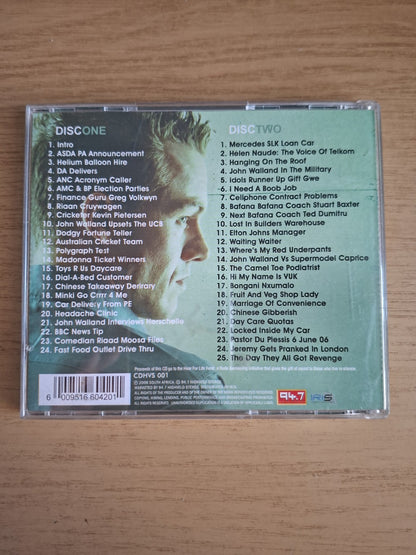 DISCONE
1. Intro
2. ASDA PA Announcement
3. Helium Balloon Hire
4. DA Delivers
5. ANC Acronym Caller
6. AMC & BP Election Parties
7. Finance Guru Greg Volkwyn
8. Riaan Cruywagen
9. Cricketer Kevin Pietersen
10. John Walland Upsets The UCB
11. Dodgy Fortune Teller
12. Australian Cricket Team
13. Polygraph Test
14. Madonna Ticket Winners
15. Toys R Us Daycare
16. Dial-A-Bed Customer
17. Chinese Takeaway Denrary
18. Minki Go Crrr 4 Me
19. Car Delivery From PE
20. Headache Clinic
21. John Walland Interviews Herschelle
22. BBC News Tip
23. Comedian Riaad Moosa Files
24. Fast Food Outlet Drive Thru
DISCTWO
1. Mercedes SLK Loan Car
2. Helen Naude: The Voice Of Telkom
3. Hanging On The Roof
4. John Walland In The Military
5. Idols Runner Up Gift Gwe
6. I Need A Boob Job
7. Cellphone Contract Problems
8. Bafana Bafana Coach Stuart Baxter
9. Next Bafana Coach Ted Dumitru
10. Lost In Builders Warehouse
11. Elton Johns Manager
12. Waiting Waiter
13. Where's My Red Underpants
14. John Walland Vs Supermodel Caprice
15. The Camel Toe Podiatrist
16. Hi My Name Is VUK
17. Bongani Nxumalo
18. Fruit And Veg Shop Lady
19. Marriage Of Convenience
20. Chinese Gibberish
21. Day Care Quotas
22. Locked Inside My Car
23. Pastor Du Plessis 6 June 06
24. Jeremy Gets Pranked In London
25. The Day They All Got Revenge
6 009516 604201
CDHVS 001
94.7
IRIS